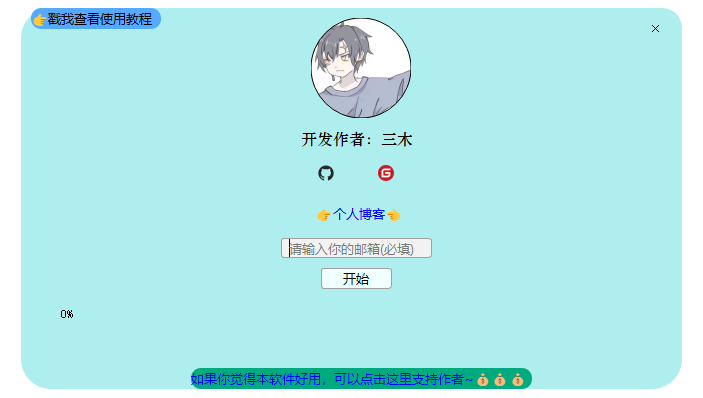 👉戳我查看使用教程
×
开发作者：三木
👉个人博客👈
请输入你的邮箱(必填)
开始
0%
如果你觉得本软件好用，可以点击这里支持作者~💰💰💰